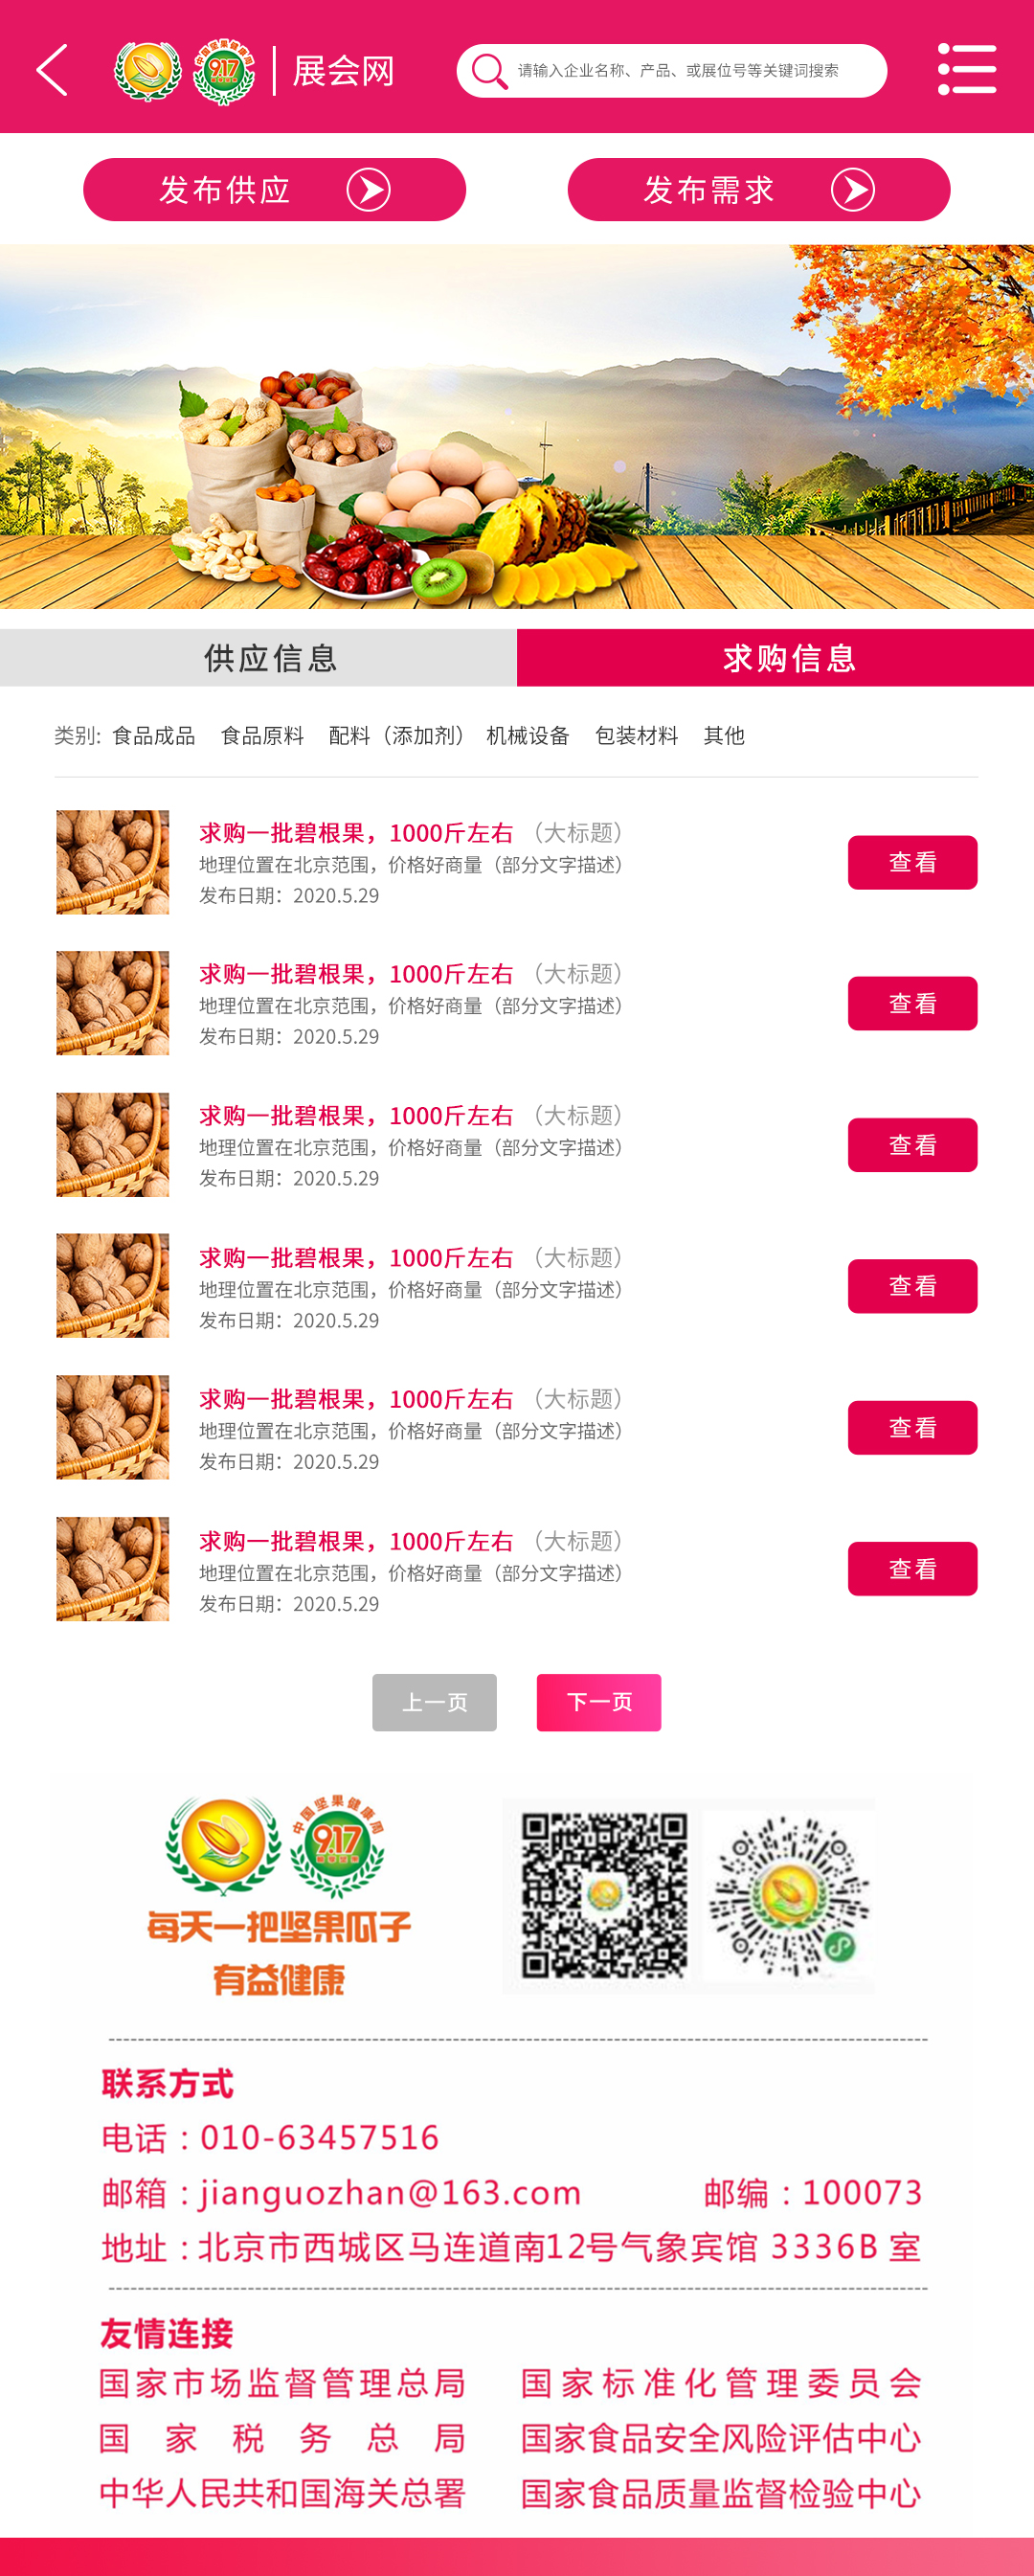 中国坚果健康周
917
展会网
请输入企业名称、产品、或展位号等关键词搜索
发布供应
发布需求
供应信息
求购信息
类别: 食品成品 食品原料 配料（添加剂） 机械设备 包装材料 其他
求购一批碧根果，1000斤左右（大标题）
地理位置在北京范围，价格好商量（部分文字描述）
查看
发布日期：2020.5.29
求购一批碧根果，1000斤左右（大标题）
地理位置在北京范围，价格好商量（部分文字描述）
查看
发布日期：2020.5.29
求购一批碧根果，1000斤左右（大标题）
地理位置在北京范围，价格好商量（部分文字描述）
查看
发布日期：2020.5.29
求购一批碧根果，1000斤左右（大标题）
地理位置在北京范围，价格好商量（部分文字描述）
查看
发布日期：2020.5.29
求购一批碧根果，1000斤左右（大标题）
地理位置在北京范围，价格好商量（部分文字描述）
查看
发布日期：2020.5.29
求购一批碧根果，1000斤左右（大标题）
地理位置在北京范围，价格好商量（部分文字描述）
查看
发布日期：2020.5.29
上一页
下一页
中国坚果健康周
917
每天一把坚果瓜子
有益健康
联系方式
电话：010-63457516
邮箱：jianguozhan@163.com 邮编：100073
地址：北京市西城区马连道南12号气象宾馆 3336B 室
友情连接
国家市场监督管理总局 国家标准化管理委员会
国家税务总局 国家食品安全风险评估中心
中华人民共和国海关总署 国家食品质量监督检验中心